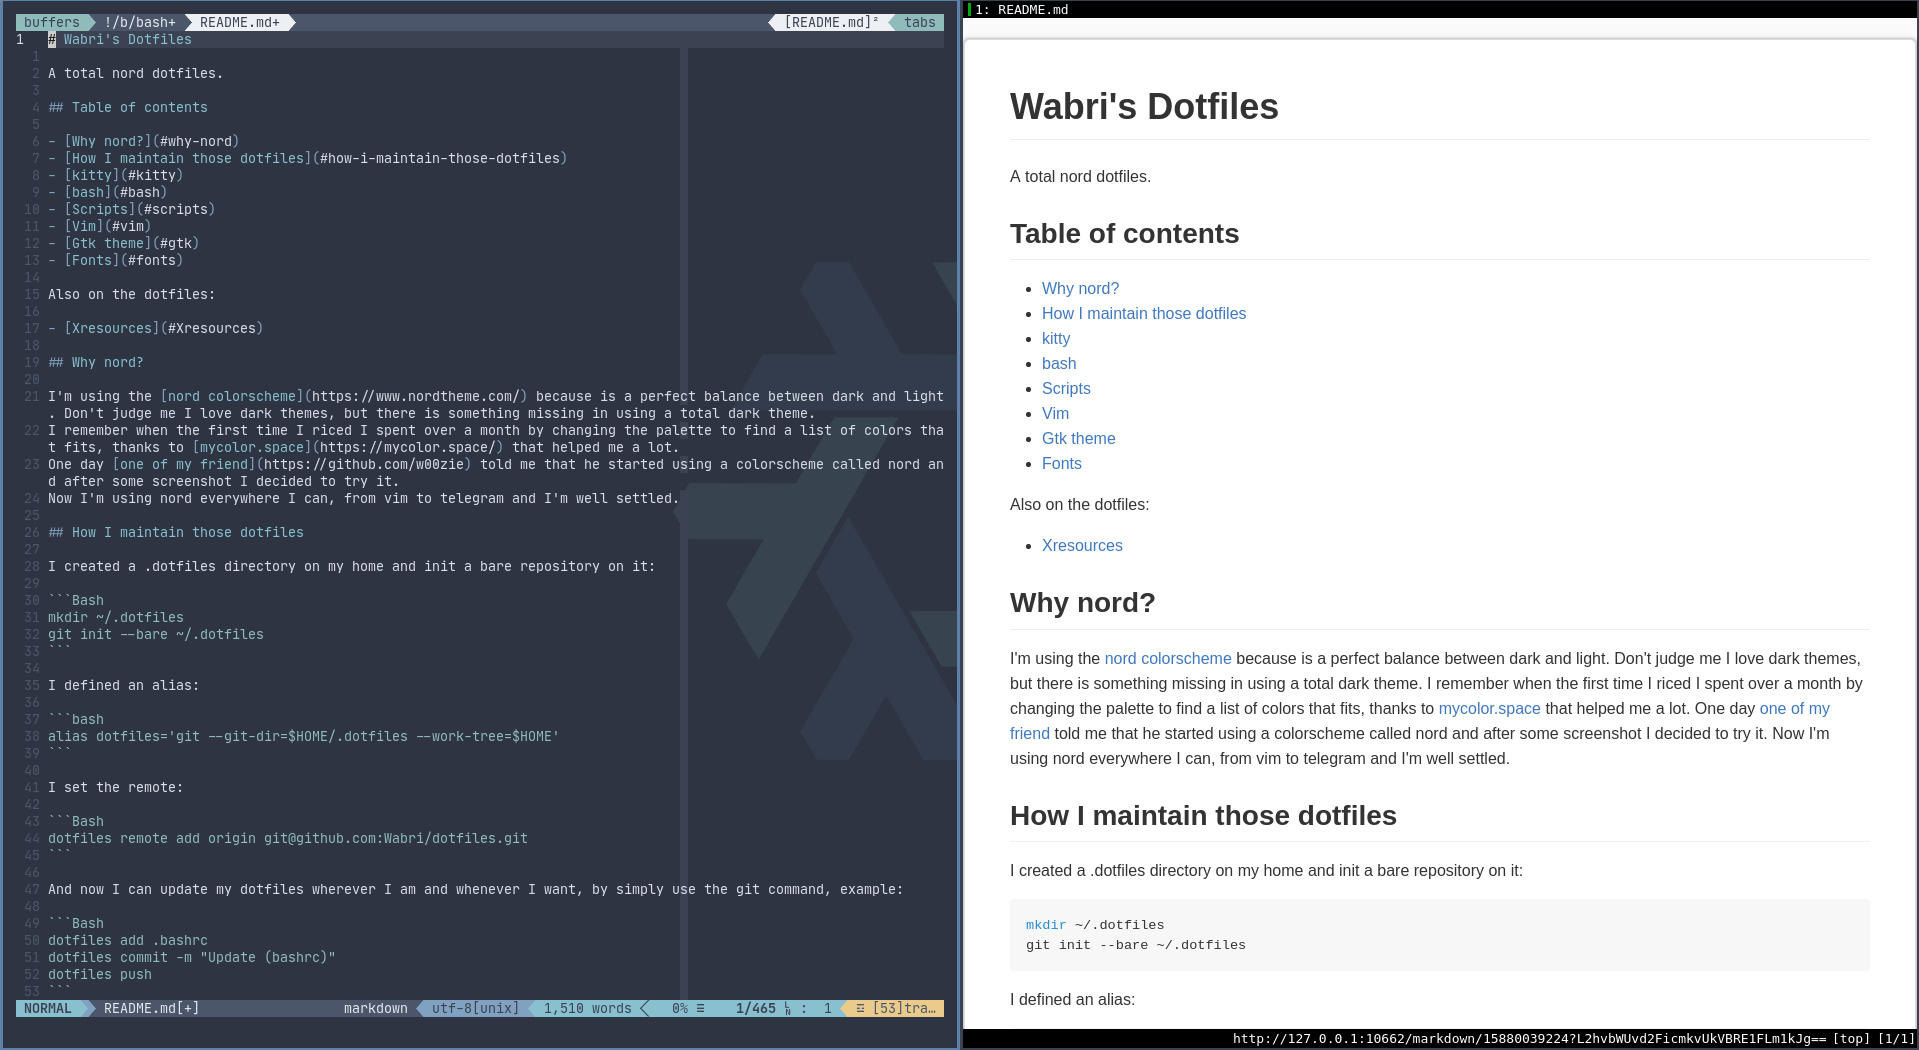 buffers  !/b/bash+  README.md+  [README.md]²  tabs
1 # Wabri's Dotfiles
1
2 A total nord dotfiles.
3
4 ## Table of contents
5
6 - [Why nord?](#why-nord)
7 - [How I maintain those dotfiles](#how-i-maintain-those-dotfiles)
8 - [kitty](#kitty)
9 - [bash](#bash)
10 - [Scripts](#scripts)
11 - [Vim](#vim)
12 - [Gtk theme](#gtk)
13 - [Fonts](#fonts)
14
15 Also on the dotfiles:
16
17 - [Xresources](#Xresources)
18
19 ## Why nord?
20
21 I'm using the [nord colorscheme](https://www.nordtheme.com/) because is a perfect balance between dark and light
. Don't judge me I love dark themes, but there is something missing in using a total dark theme.
22 I remember when the first time I riced I spent over a month by changing the palette to find a list of colors tha
t fits, thanks to [mycolor.space](https://mycolor.space/) that helped me a lot.
23 One day [one of my friend](https://github.com/w00zie) told me that he started using a colorscheme called nord an
d after some screenshot I decided to try it.
24 Now I'm using nord everywhere I can, from vim to telegram and I'm well settled.
25
26 ## How I maintain those dotfiles
27
28 I created a .dotfiles directory on my home and init a bare repository on it:
29
30 ```Bash
31 mkdir ~/.dotfiles
32 git init --bare ~/.dotfiles
33 ```
34
35 I defined an alias:
36
37 ```bash
38 alias dotfiles='git --git-dir=$HOME/.dotfiles --work-tree=$HOME'
39 ```
40
41 I set the remote:
42
43 ```Bash
44 dotfiles remote add origin git@github.com:Wabri/dotfiles.git
45 ```
46
47 And now I can update my dotfiles wherever I am and whenever I want, by simply use the git command, example:
48
49 ```Bash
50 dotfiles add .bashrc
51 dotfiles commit -m "Update (bashrc)"
52 dotfiles push
53 ```
NORMAL  README.md[+]  markdown  utf-8[unix]  1,510 words  0% ☰  1/465 ␤ :  1  ☲ [53]tra…
1: README.md
Wabri's Dotfiles
A total nord dotfiles.
Table of contents
• Why nord?
• How I maintain those dotfiles
• kitty
• bash
• Scripts
• Vim
• Gtk theme
• Fonts
Also on the dotfiles:
• Xresources
Why nord?
I'm using the nord colorscheme because is a perfect balance between dark and light. Don't judge me I love dark themes,
but there is something missing in using a total dark theme. I remember when the first time I riced I spent over a month by
changing the palette to find a list of colors that fits, thanks to mycolor.space that helped me a lot. One day one of my
friend told me that he started using a colorscheme called nord and after some screenshot I decided to try it. Now I'm
using nord everywhere I can, from vim to telegram and I'm well settled.
How I maintain those dotfiles
I created a .dotfiles directory on my home and init a bare repository on it:
mkdir ~/.dotfiles
git init --bare ~/.dotfiles
I defined an alias:
http://127.0.0.1:10662/markdown/15880039224?L2hvbWUvd2FicmkvUkVBRE1FLm1kJg== [top] [1/1]